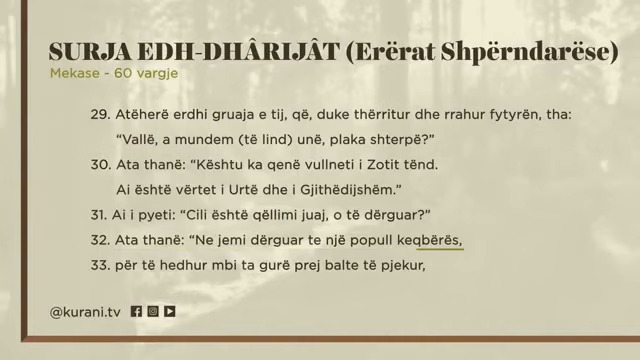 SURJA EDH-DHÂRIJÂT (Erërat Shpërndarëse)
Mekase - 60 vargje
29. Atëherë erdhi gruaja e tij, që, duke thërritur dhe rrahur fytyrën, tha:
“Vallë, a mundem (të lind) unë, plaka shterpë?”
30. Ata thanë: “Kështu ka qenë vullneti i Zotit tënd.
Ai është vërtet i Urtë dhe i Gjithëdijshëm.”
31. Ai i pyeti: “Cili është qëllimi juaj, o të dërguar?”
32. Ata thanë: “Ne jemi dërguar te një popull keqbërës,
33. për të hedhur mbi ta gurë prej balte të pjekur,
@kurani.tv